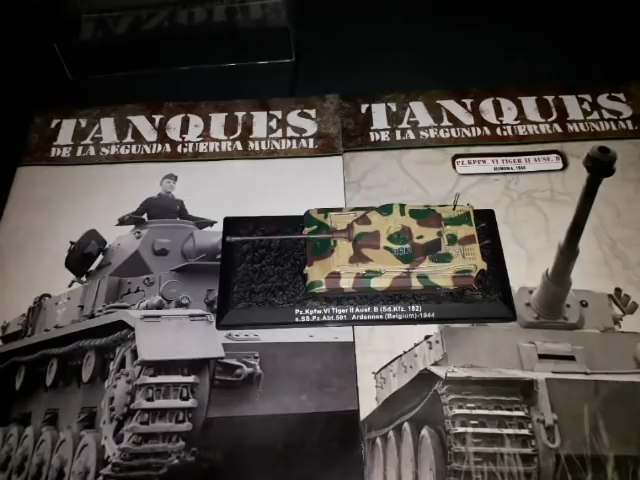 TANQUES
DE LA SEGUNDA GUERRA MUNDIAL
TANQUES
DE LA SEGUNDA GUERRA MUNDIAL
PZ.KPFW. VI TIGER II AUSF. B
Pz.Kpfw.VI Tiger II Ausf. B (Sd.Kfz. 182)
s.SS.Pz.Abt.501 Ardennes (Belgium)-1944